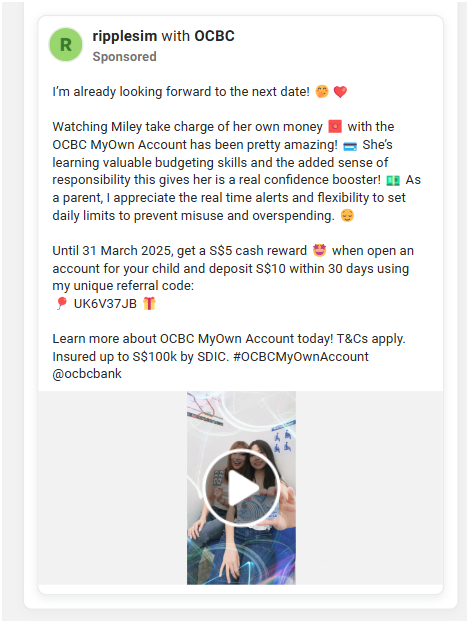 R
ripplesim with OCBC
Sponsored
I'm already looking forward to the next date! 🤭 ❤️
Watching Miley take charge of her own money 🧧 with the
OCBC MyOwn Account has been pretty amazing! 💳 She's
learning valuable budgeting skills and the added sense of
responsibility this gives her is a real confidence booster! 💵 As
a parent, I appreciate the real time alerts and flexibility to set
daily limits to prevent misuse and overspending. 😌
Until 31 March 2025, get a S$5 cash reward 🤩 when open an
account for your child and deposit S$10 within 30 days using
my unique referral code:
🎈 UK6V37JB 🎁
Learn more about OCBC MyOwn Account today! T&Cs apply.
Insured up to S$100k by SDIC. #OCBCMyOwnAccount
@ocbcbank